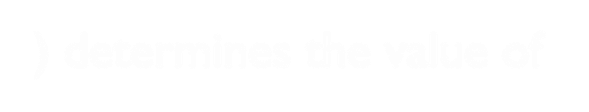 ) determines the value of